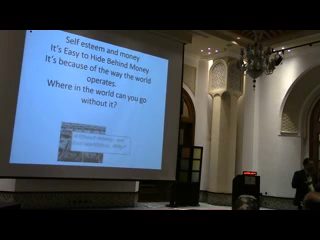 Self esteem and money
It's Easy to Hide Behind Money
It's because of the way the world
operates.
Where in the world can you go
without it?